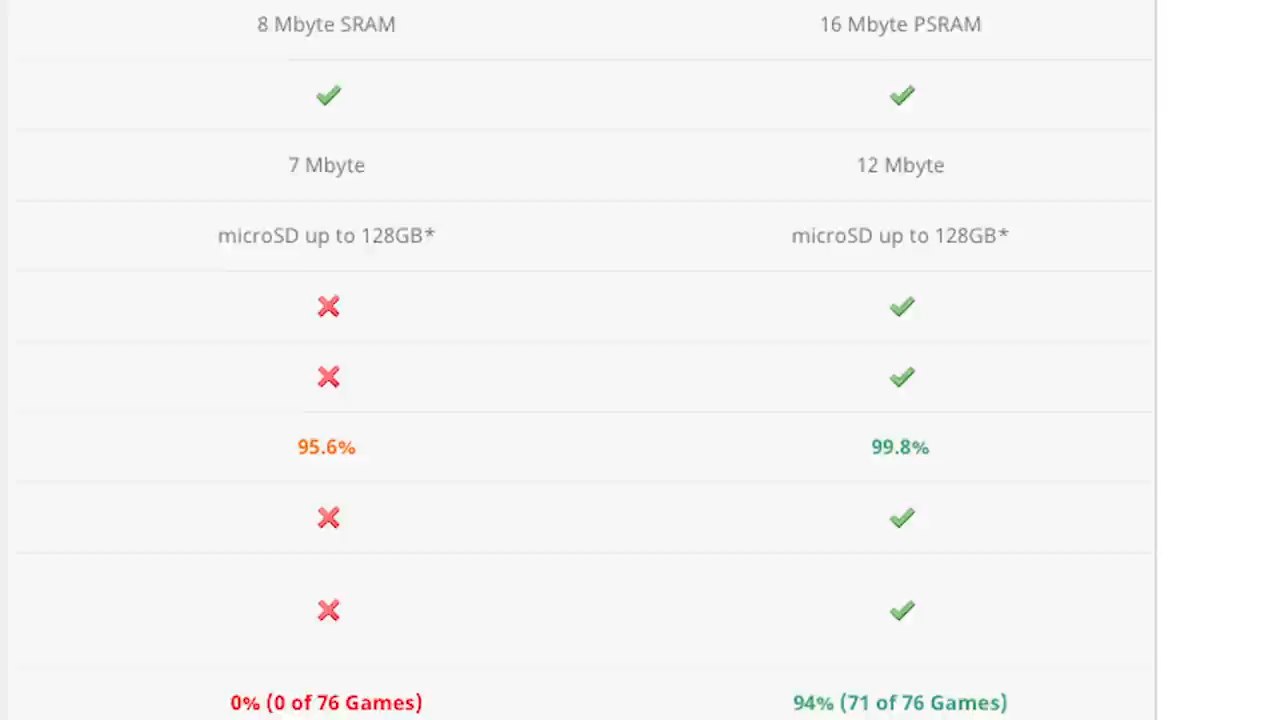 8 Mbyte SRAM 16 Mbyte PSRAM
7 Mbyte 12 Mbyte
microSD up to 128GB* microSD up to 128GB*
95.6% 99.8%
0% (0 of 76 Games) 94% (71 of 76 Games)